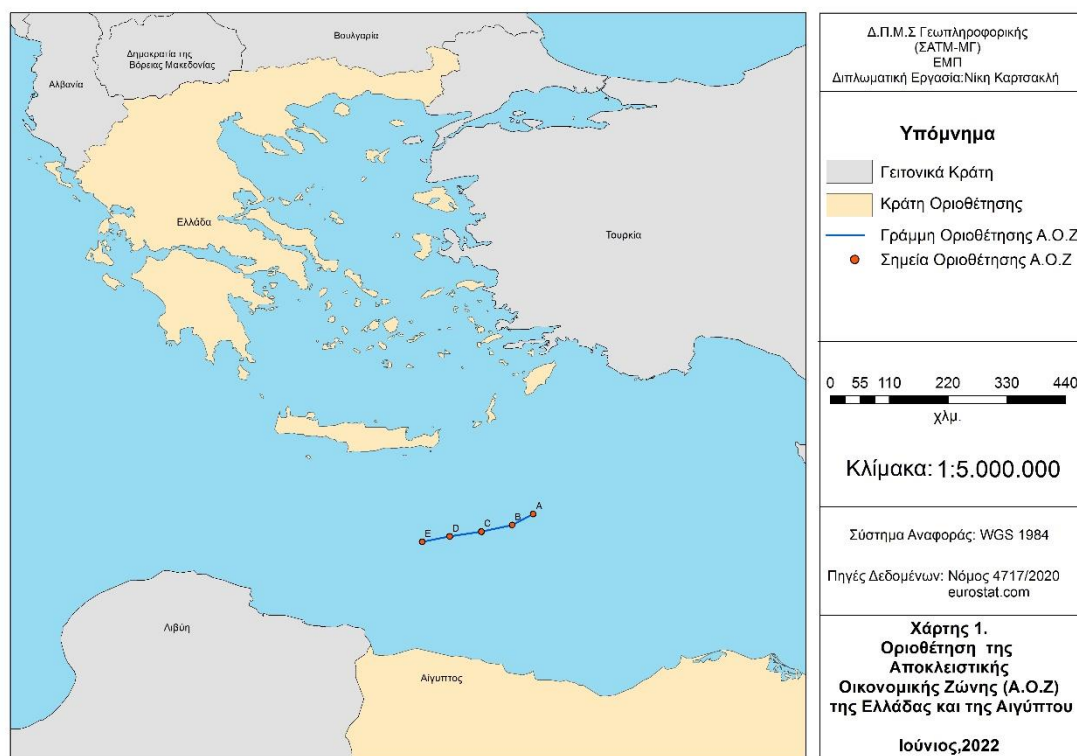 Βουλγαρία
Δημοκρατία της
Βόρειας Μακεδονίας
Αλβανία
Ελλάδα
Τουρκία
A
B
C
D
E
Λιβύη
Αίγυπτος
Δ.Π.Μ.Σ Γεωπληροφορικής
(ΣΑΤΜ-ΜΓ)
ΕΜΠ
Διπλωματική Εργασία:Νίκη Καρτσακλή
Υπόμνημα
Γειτονικά Κράτη
Κράτη Οριοθέτησης
Γράμμη Οριοθέτησης Α.Ο.Ζ
Σημεία Οριοθέτησης Α.Ο.Ζ
0 55 110 220 330 440
χλμ.
Κλίμακα: 1:5.000.000
Σύστημα Αναφοράς: WGS 1984
Πηγές Δεδομένων: Νόμος 4717/2020
eurostat.com
Χάρτης 1.
Οριοθέτηση της
Αποκλειστικής
Οικονομικής Ζώνης (Α.Ο.Ζ)
της Ελλάδας και της Αιγύπτου
Ιούνιος,2022